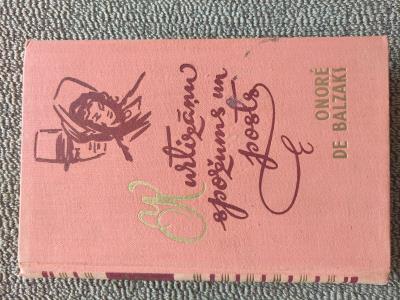 Kurtizāņu
spožums un
posts
ONORĒ
DE BALZAKS